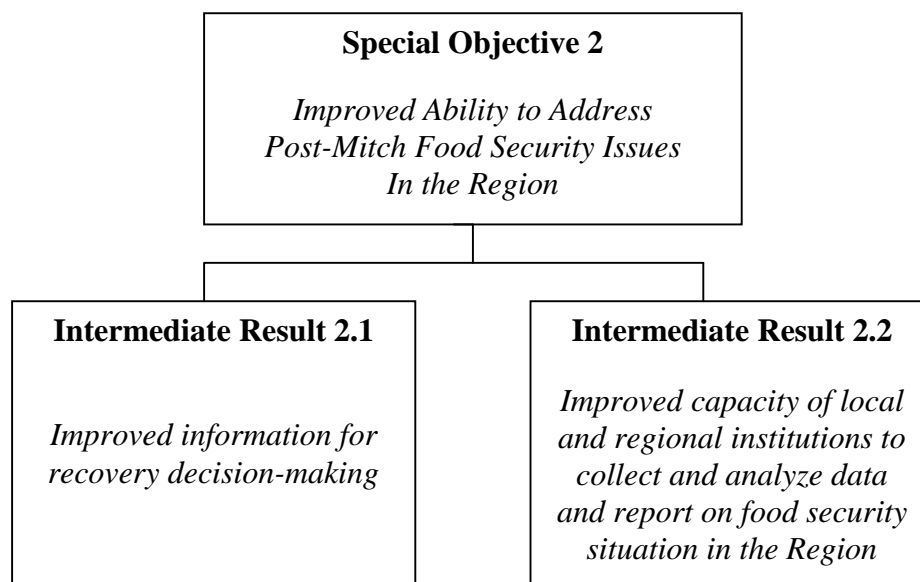 Special Objective 2
Improved Ability to Address
Post-Mitch Food Security Issues
In the Region
Intermediate Result 2.1
Improved information for
recovery decision-making
Intermediate Result 2.2
Improved capacity of local
and regional institutions to
collect and analyze data
and report on food security
situation in the Region